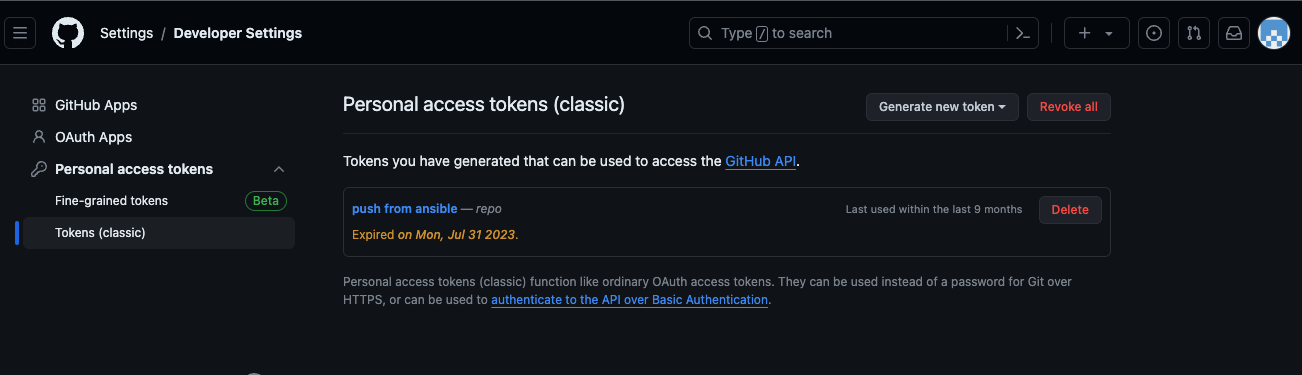 Settings / Developer Settings
Type / to search
GitHub Apps
OAuth Apps
Personal access tokens
Fine-grained tokens Beta
Tokens (classic)
Personal access tokens (classic)
Generate new token
Revoke all
Tokens you have generated that can be used to access the GitHub API.
push from ansible — repo
Last used within the last 9 months
Delete
Expired on Mon, Jul 31 2023.
Personal access tokens (classic) function like ordinary OAuth access tokens. They can be used instead of a password for Git over
HTTPS, or can be used to authenticate to the API over Basic Authentication.